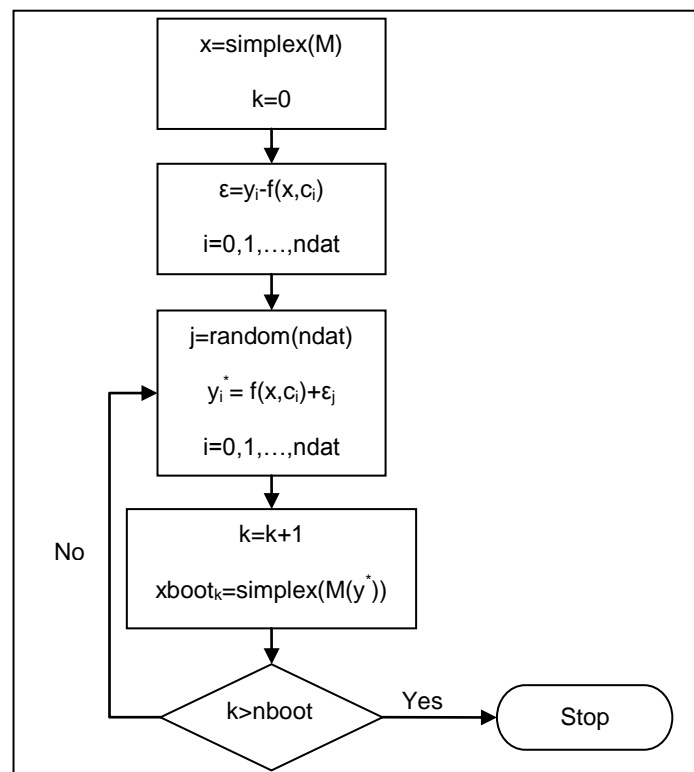 x=simplex(M)
k=0
ε=yᵢ-f(x,cᵢ)
i=0,1,…,ndat
j=random(ndat)
yᵢ*= f(x,cᵢ)+εⱼ
i=0,1,…,ndat
k=k+1
xbootₖ=simplex(M(y*))
No
k>nboot
Yes
Stop